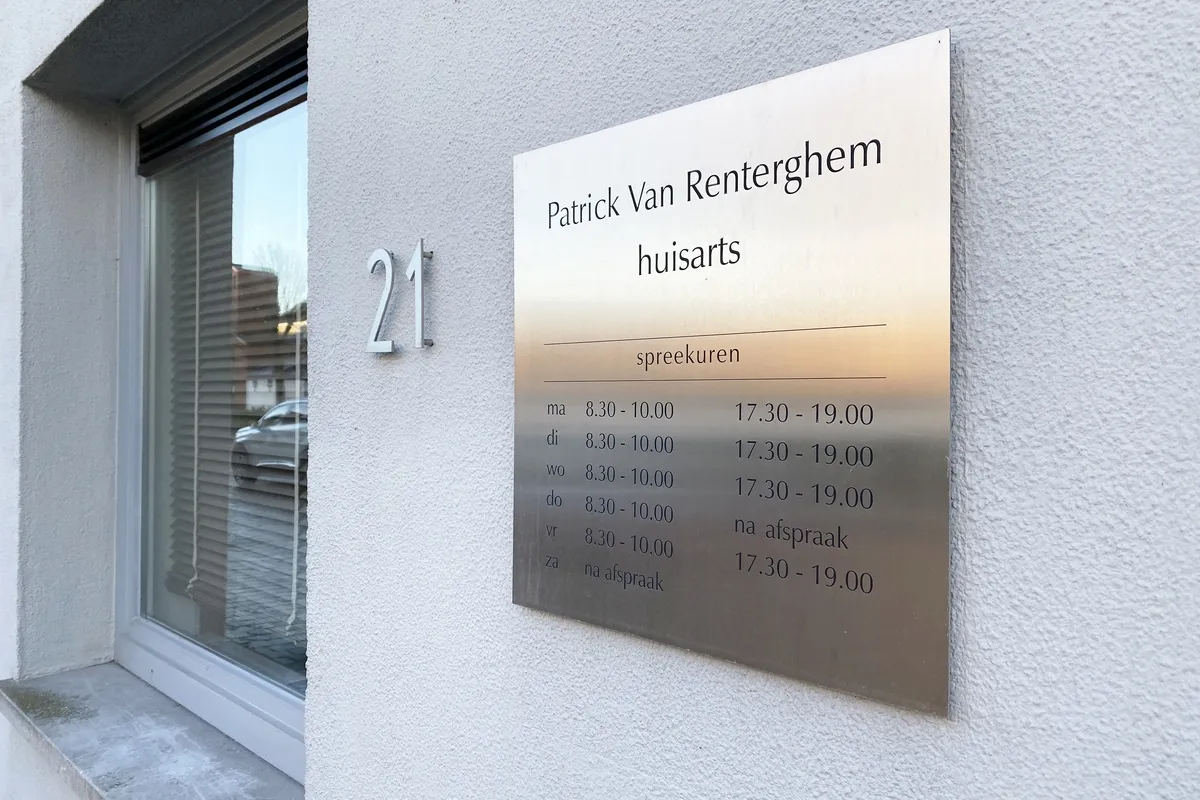 21
Patrick Van Renterghem
huisarts
spreekuren
ma 8.30 - 10.00 17.30 - 19.00
di 8.30 - 10.00 17.30 - 19.00
wo 8.30 - 10.00 17.30 - 19.00
do 8.30 - 10.00 na afspraak
vr 8.30 - 10.00 17.30 - 19.00
za na afspraak